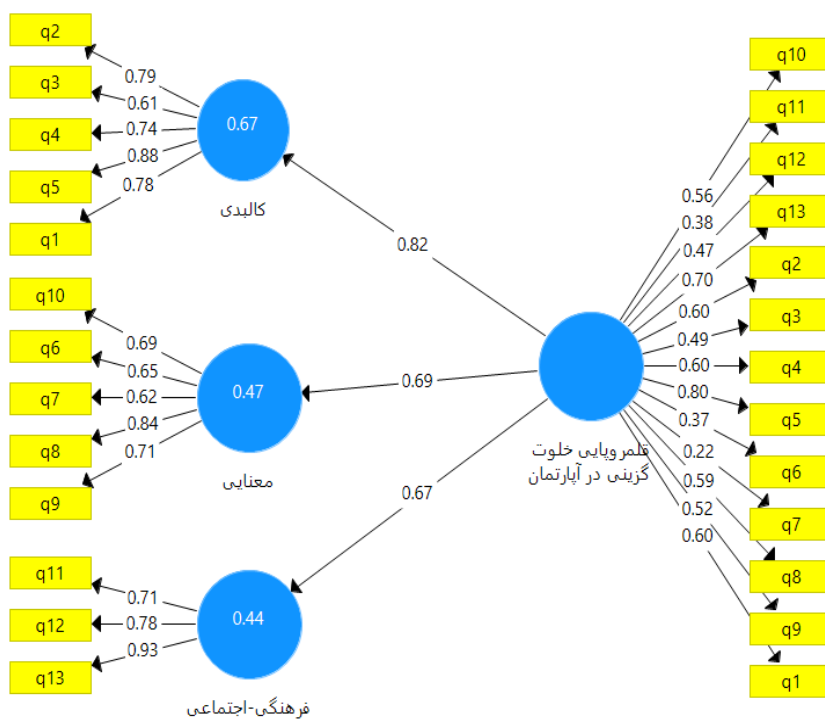 q2
q3
q4
q5
q1
0.79
0.61
0.74
0.88
0.78
0.67
کالبدی
q10
q6
q7
q8
q9
0.69
0.65
0.62
0.84
0.71
0.47
معنایی
q11
q12
q13
0.71
0.78
0.93
0.44
فرهنگی-اجتماعی
0.82
0.69
0.67
قلمروپایی خلوت
گزینی در آپارتمان
0.56
0.38
0.47
0.70
0.60
0.49
0.60
0.80
0.37
0.22
0.59
0.52
0.60
q10
q11
q12
q13
q2
q3
q4
q5
q6
q7
q8
q9
q1